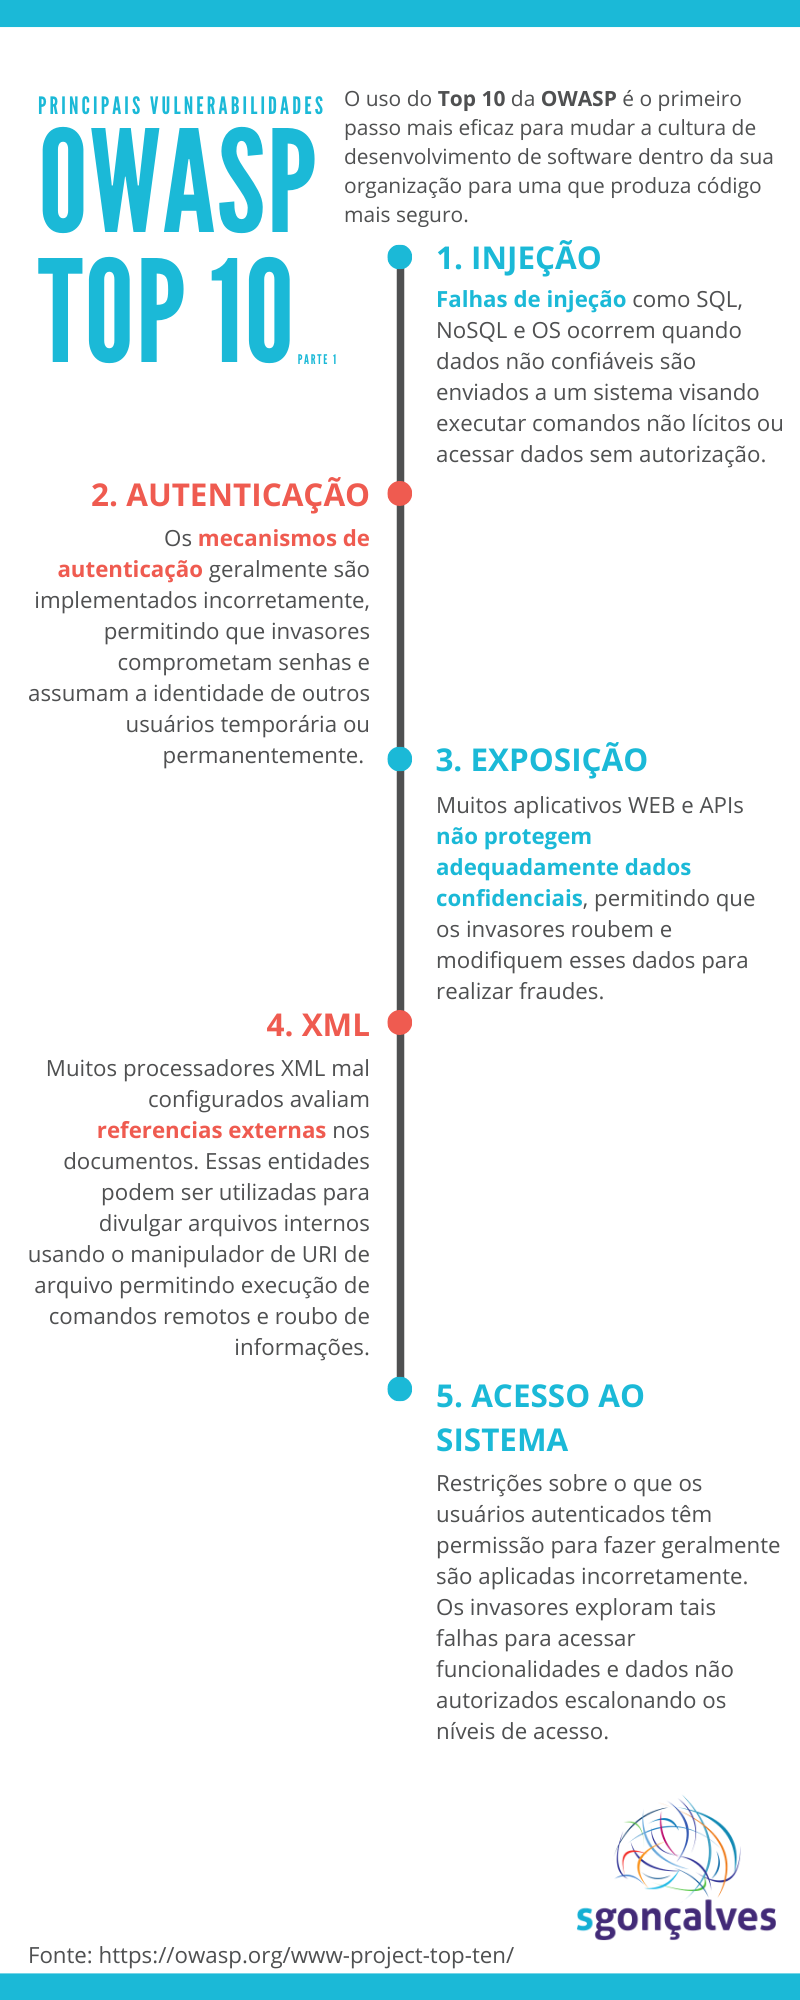 PRINCIPAIS VULNERABILIDADES
OWASP
TOP 10
PARTE 1
O uso do Top 10 da OWASP é o primeiro
passo mais eficaz para mudar a cultura de
desenvolvimento de software dentro da sua
organização para uma que produza código
mais seguro.
1. INJEÇÃO
Falhas de injeção como SQL,
NoSQL e OS ocorrem quando
dados não confiáveis são
enviados a um sistema visando
executar comandos não lícitos ou
acessar dados sem autorização.
2. AUTENTICAÇÃO
Os mecanismos de
autenticação geralmente são
implementados incorretamente,
permitindo que invasores
comprometam senhas e
assumam a identidade de outros
usuários temporária ou
permanentemente.
3. EXPOSIÇÃO
Muitos aplicativos WEB e APIs
não protegem
adequadamente dados
confidenciais, permitindo que
os invasores roubem e
modifiquem esses dados para
realizar fraudes.
4. XML
Muitos processadores XML mal
configurados avaliam
referencias externas nos
documentos. Essas entidades
podem ser utilizadas para
divulgar arquivos internos
usando o manipulador de URI de
arquivo permitindo execução de
comandos remotos e roubo de
informações.
5. ACESSO AO
SISTEMA
Restrições sobre o que os
usuários autenticados têm
permissão para fazer geralmente
são aplicadas incorretamente.
Os invasores exploram tais
falhas para acessar
funcionalidades e dados não
autorizados escalonando os
níveis de acesso.
sgonçalves
Fonte: https://owasp.org/www-project-top-ten/